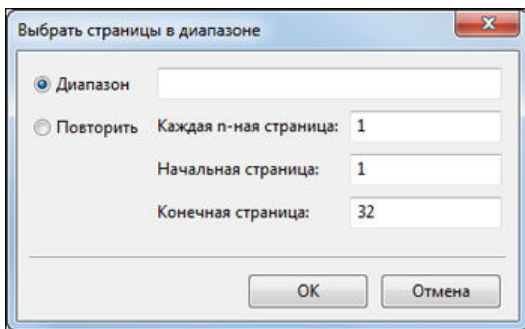 Выбрать страницы в диапазоне
Диапазон
Повторить Каждая n-ная страница: 1
Начальная страница: 1
Конечная страница: 32
OK Отмена